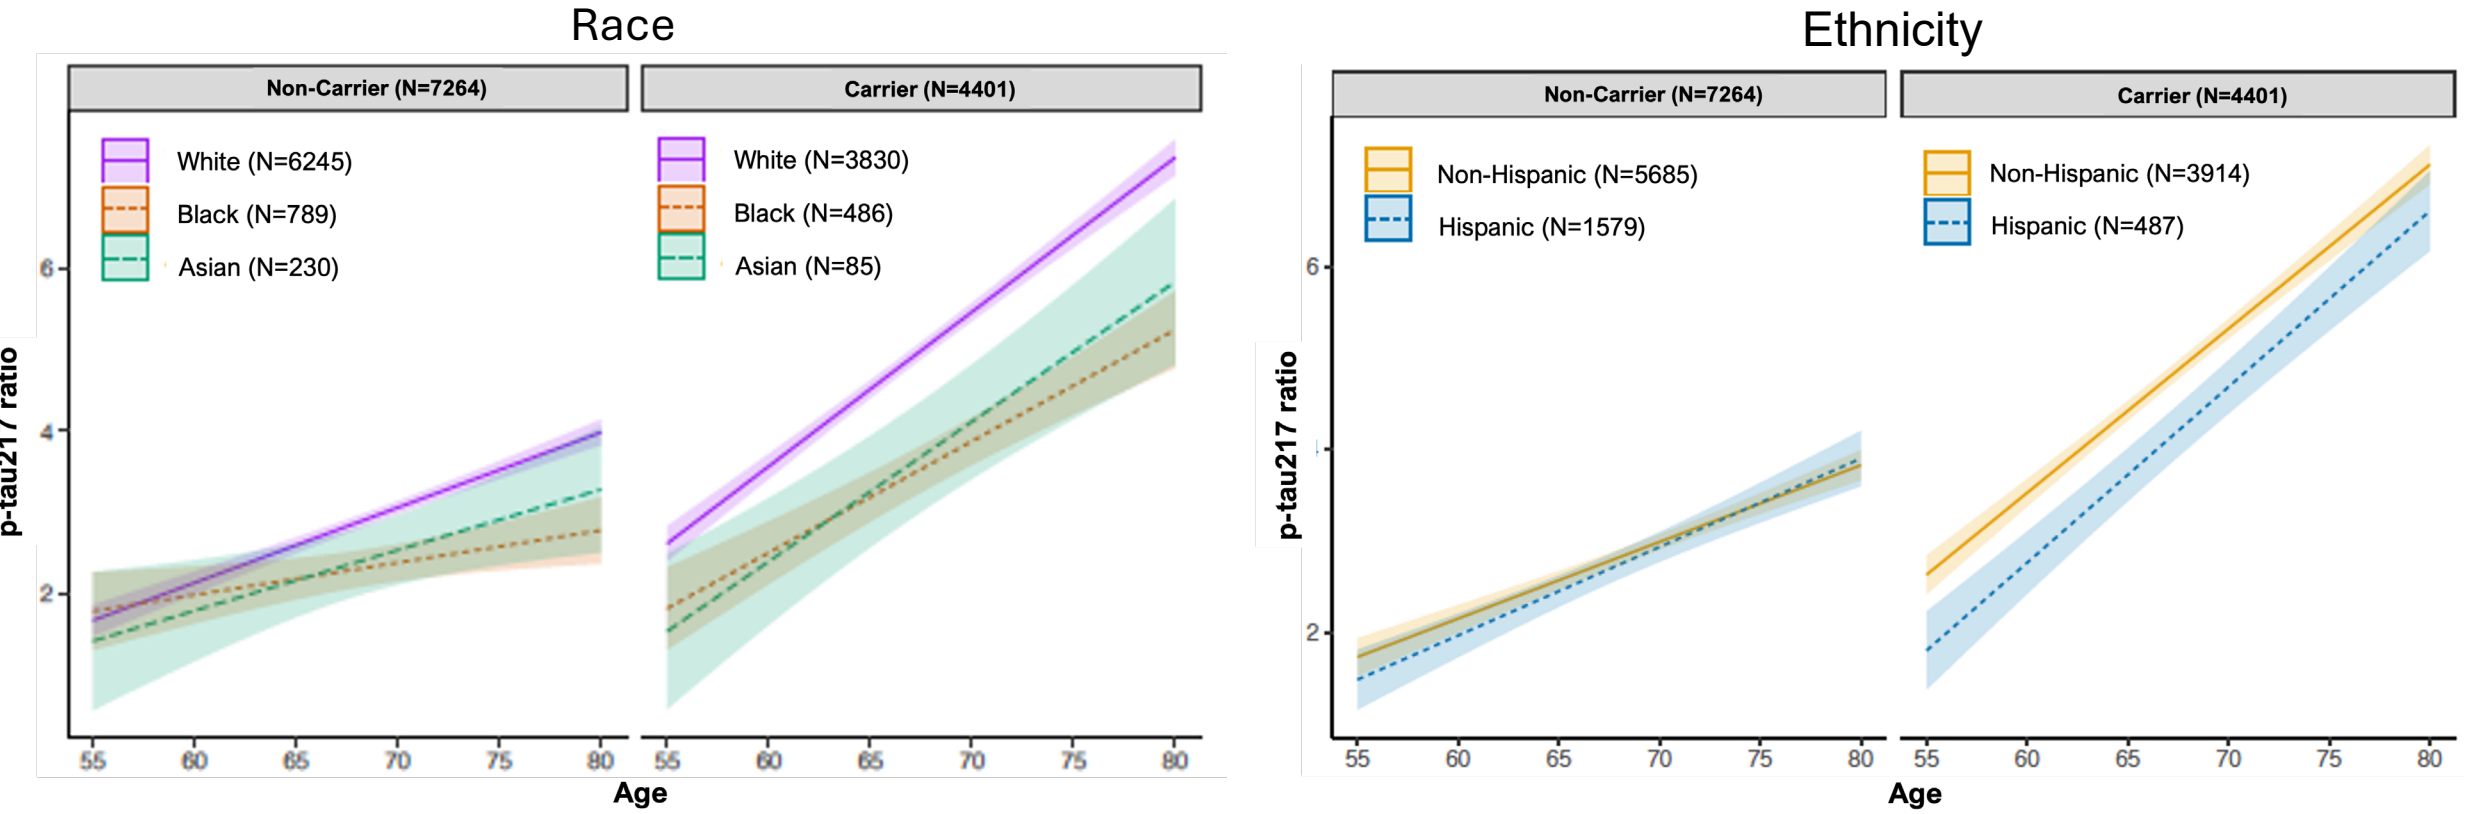 Race
Non-Carrier (N=7264)
Carrier (N=4401)
White (N=6245)
Black (N=789)
Asian (N=230)
White (N=3830)
Black (N=486)
Asian (N=85)
6
4
2
p-tau217 ratio
55 60 65 70 75 80
55 60 65 70 75 80
Age
Ethnicity
Non-Carrier (N=7264)
Carrier (N=4401)
Non-Hispanic (N=5685)
Hispanic (N=1579)
Non-Hispanic (N=3914)
Hispanic (N=487)
6
2
p-tau217 ratio
55 60 65 70 75 80
55 60 65 70 75 80
Age